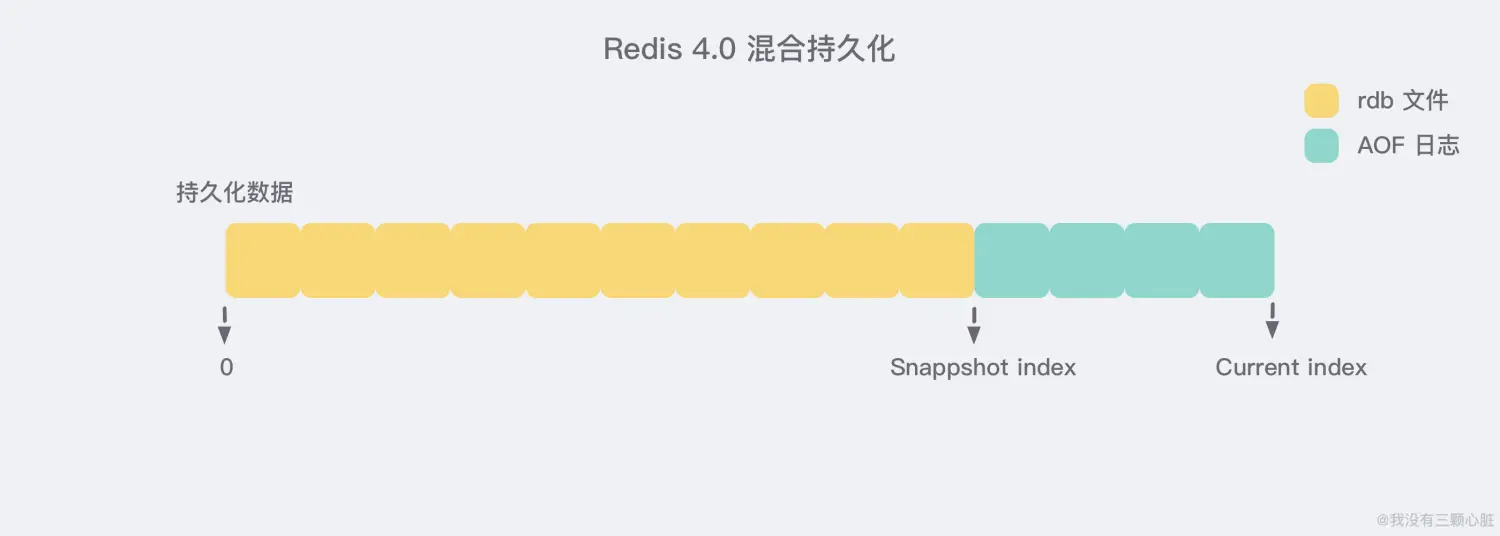 Redis 4.0 混合持久化
rdb 文件
AOF 日志
持久化数据
0
Snappshot index
Current index
@我没有三颗心脏